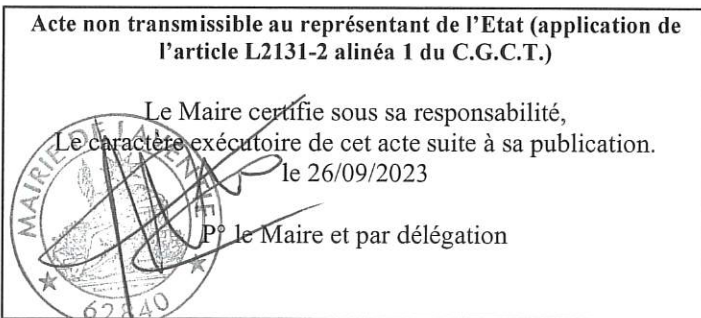 Acte non transmissible au représentant de l'Etat (application de
l'article L2131-2 alinéa 1 du C.G.C.T.)
Le Maire certifie sous sa responsabilité,
Le caractère exécutoire de cet acte suite à sa publication.
le 26/09/2023
P° le Maire et par délégation
MAIRIE DE LAVENTIE
62840